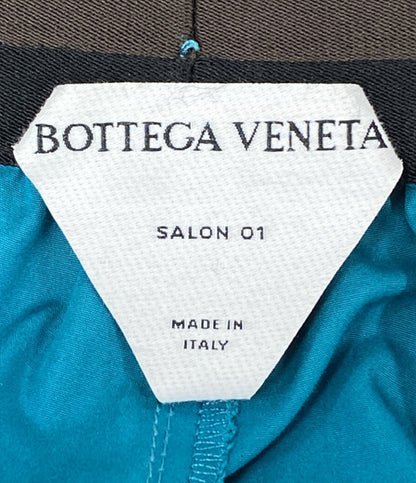 BOTTEGA VENETA
SALON 01
MADE IN
ITALY